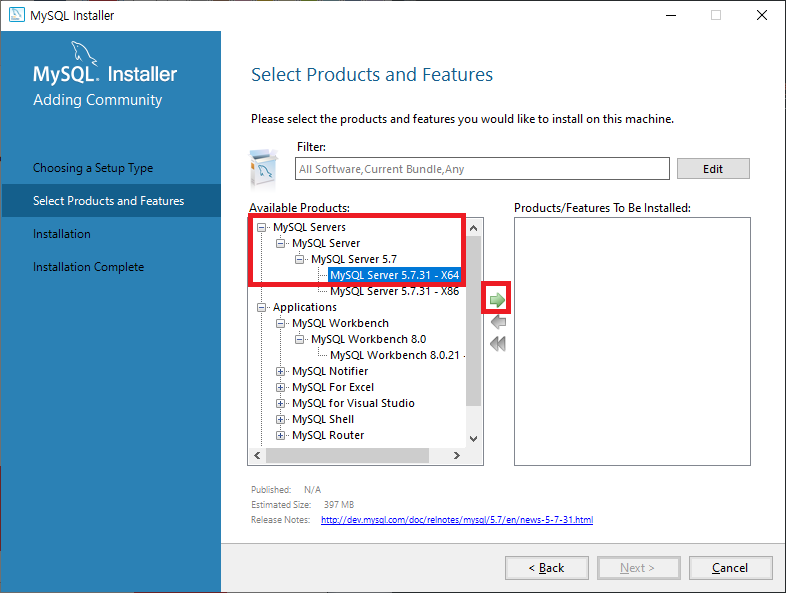 MySQL Installer
MySQL. Installer
Adding Community
Choosing a Setup Type
Select Products and Features
Installation
Installation Complete
Select Products and Features
Please select the products and features you would like to install on this machine.
Filter:
All Software,Current Bundle,Any
Edit
Available Products:
MySQL Servers
MySQL Server
MySQL Server 5.7
MySQL Server 5.7.31 - X64
MySQL Server 5.7.31 - X86
Applications
MySQL Workbench
MySQL Workbench 8.0
MySQL Workbench 8.0.21 -
MySQL Notifier
MySQL For Excel
MySQL for Visual Studio
MySQL Shell
MySQL Router
Products/Features To Be Installed:
Published: N/A
Estimated Size: 397 MB
Release Notes: http://dev.mysql.com/doc/relnotes/mysql/5.7/en/news-5-7-31.html
< Back
Next >
Cancel